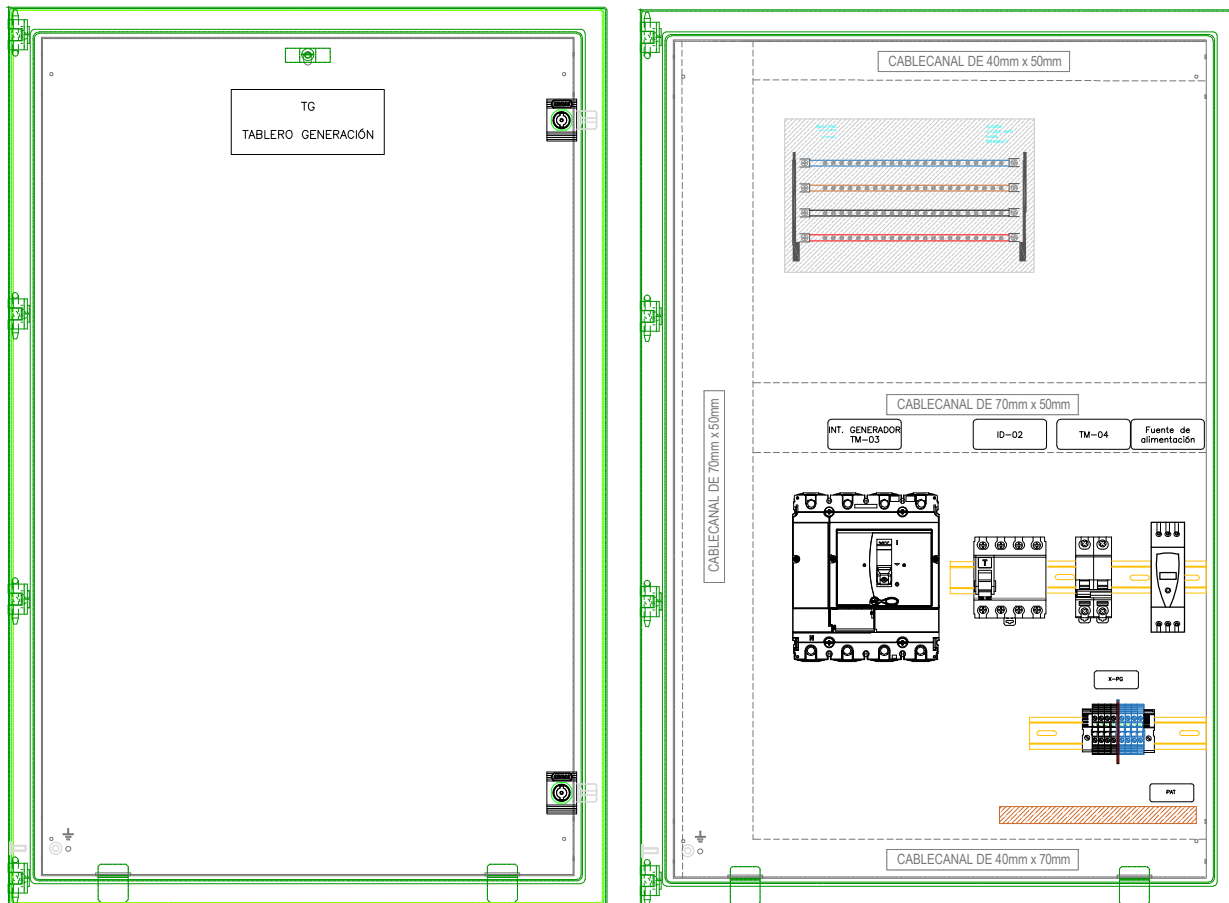 TG
TABLERO GENERACIÓN
CABLECANAL DE 40mm x 50mm
CABLECANAL DE 70mm x 50mm
CABLECANAL DE 70mm x 50mm
INT. GENERADOR
TM-03
ID-02
TM-04
Fuente de
alimentación
I
T
N
X-PG
PAT
CABLECANAL DE 40mm x 70mm